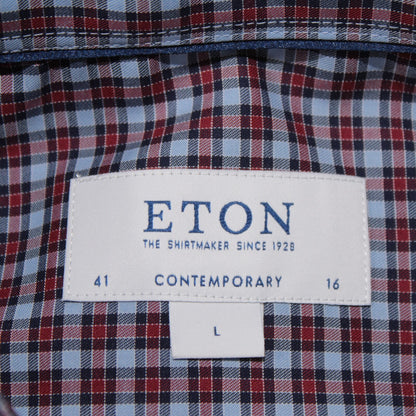 ETON
THE SHIRTMAKER SINCE 1928
41 CONTEMPORARY 16
L